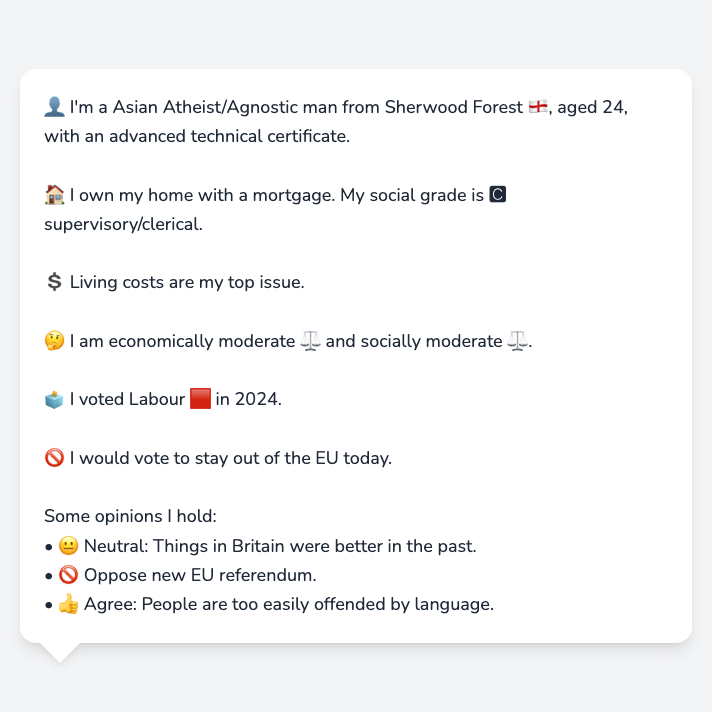 👤 I'm a Asian Atheist/Agnostic man from Sherwood Forest 🏴󠁧󠁢󠁥󠁮󠁧󠁿, aged 24,
with an advanced technical certificate.
🏠 I own my home with a mortgage. My social grade is 🅲
supervisory/clerical.
💲 Living costs are my top issue.
🤔 I am economically moderate ⚖️ and socially moderate ⚖️.
🗳️ I voted Labour 🟥 in 2024.
🚫 I would vote to stay out of the EU today.
Some opinions I hold:
• 😐 Neutral: Things in Britain were better in the past.
• 🚫 Oppose new EU referendum.
• 👍 Agree: People are too easily offended by language.